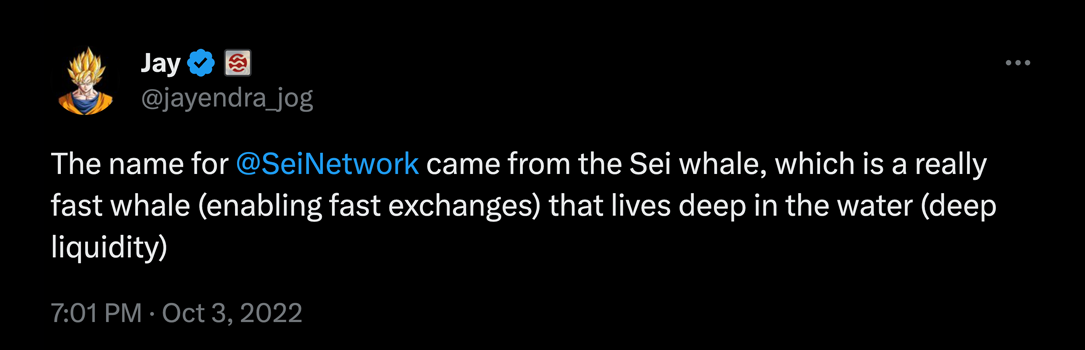 Jay
@jayendra_jog
The name for @SeiNetwork came from the Sei whale, which is a really
fast whale (enabling fast exchanges) that lives deep in the water (deep
liquidity)
7:01 PM · Oct 3, 2022